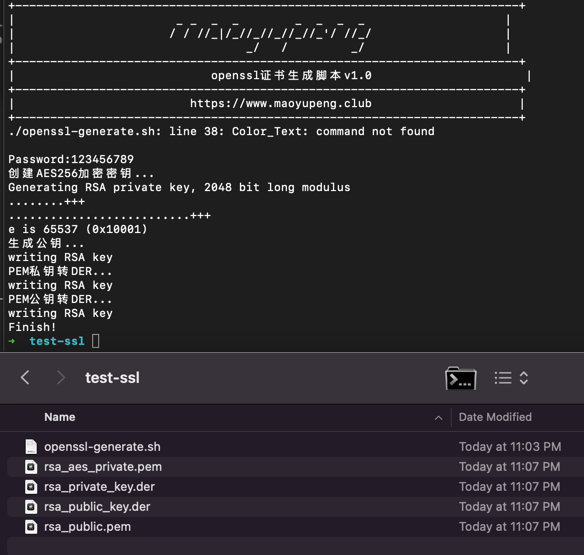 openssl证书生成脚本v1.0
https://www.maoyupeng.club
./openssl-generate.sh: line 38: Color_Text: command not found
Password:123456789
创建AES256加密密钥...
Generating RSA private key, 2048 bit long modulus
........+++
..........................+++
e is 65537 (0x10001)
生成公钥...
writing RSA key
PEM私钥转DER...
writing RSA key
PEM公钥转DER...
writing RSA key
Finish!
→ test-ssl
test-ssl
Name Date Modified
openssl-generate.sh Today at 11:03 PM
rsa_aes_private.pem Today at 11:07 PM
rsa_private_key.der Today at 11:07 PM
rsa_public_key.der Today at 11:07 PM
rsa_public.pem Today at 11:07 PM